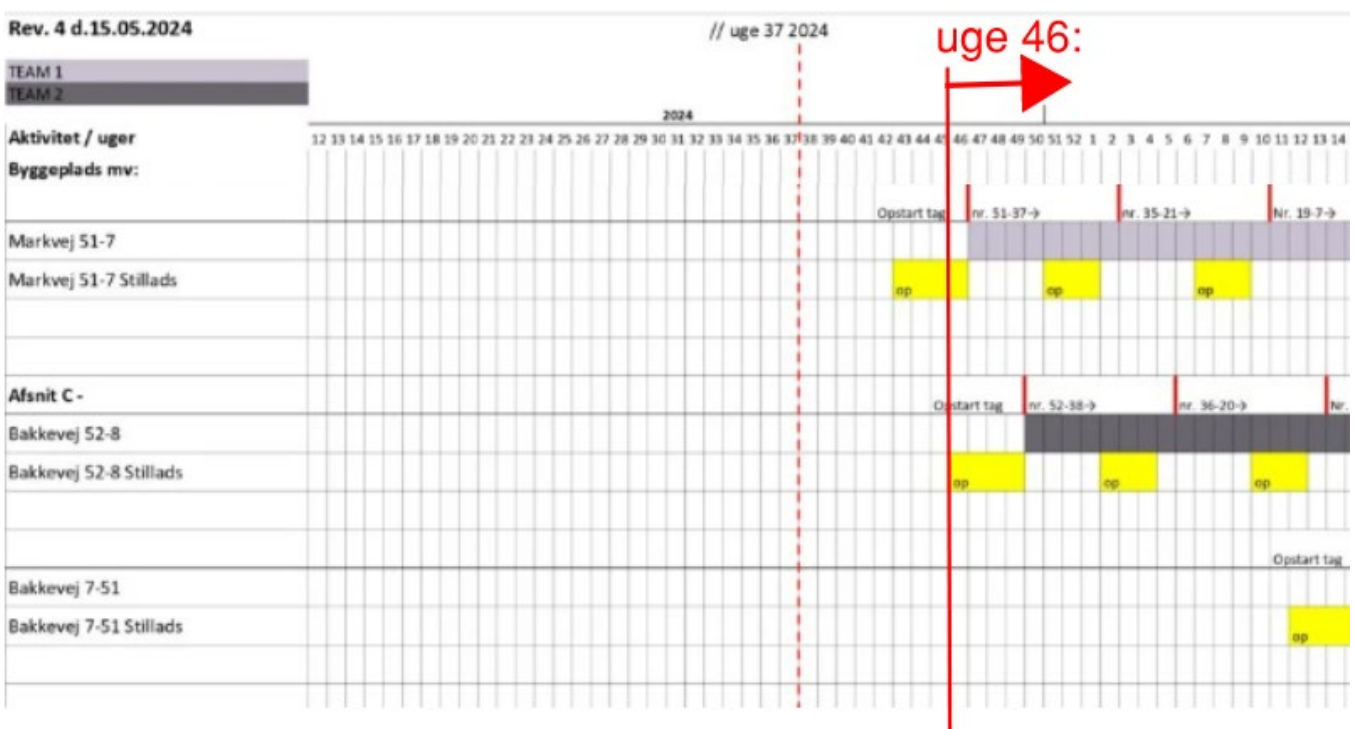 Rev. 4 d.15.05.2024
// uge 37 2024
uge 46:
TEAM 1
TEAM 2
2024
Aktivitet / uger 12 13 14 15 16 17 18 19 20 21 22 23 24 25 26 27 28 29 30 31 32 33 34 35 36 37 38 39 40 41 42 43 44 45 46 47 48 49 50 51 52 1 2 3 4 5 6 7 8 9 10 11 12 13 14
Byggeplads mv:
Opstart tag nr. 51-37-> nr. 35-21-> Nr. 19-7->
Markvej 51-7
Markvej 51-7 Stillads op op op
Afsnit C - Opstart tag nr. 52-38-> nr. 36-20-> Nr.
Bakkevej 52-8
Bakkevej 52-8 Stillads op op op
Opstart tag
Bakkevej 7-51
Bakkevej 7-51 Stillads op